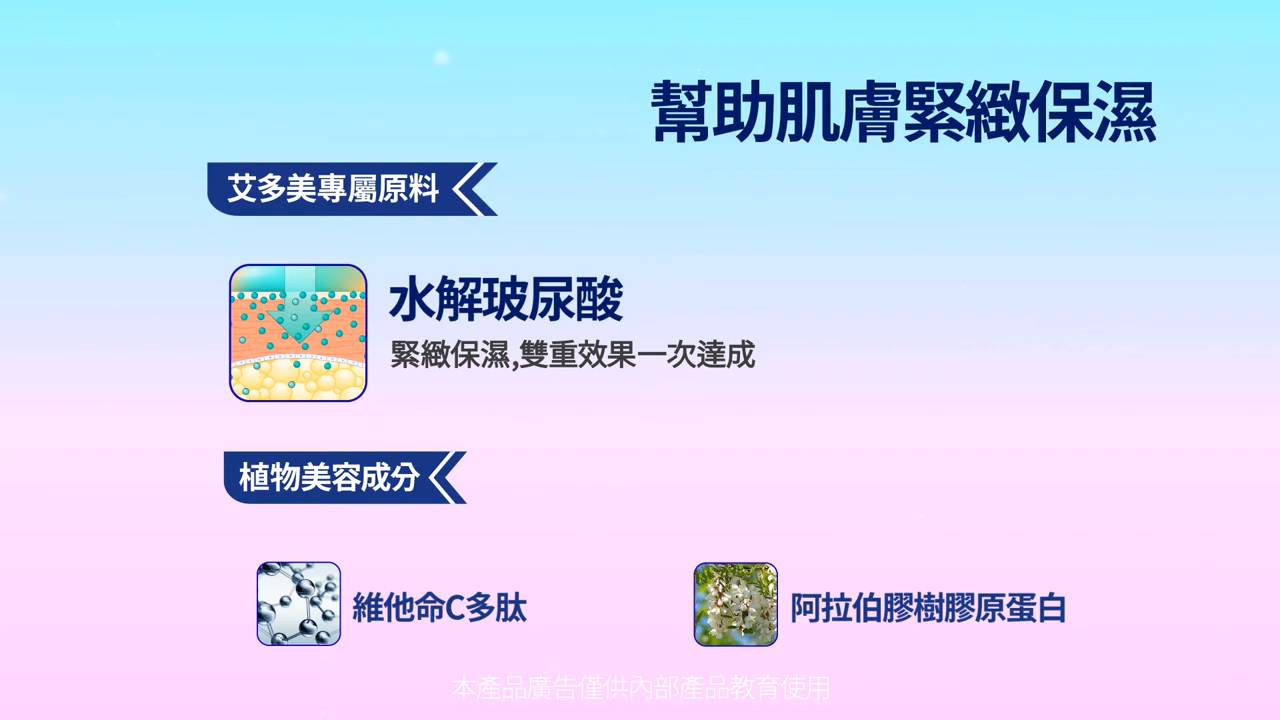 幫助肌膚緊緻保濕
艾多美專屬原料
水解玻尿酸
緊緻保濕,雙重效果一次達成
植物美容成分
維他命C多肽
阿拉伯膠樹膠原蛋白
本產品廣告僅供內部產品教育使用